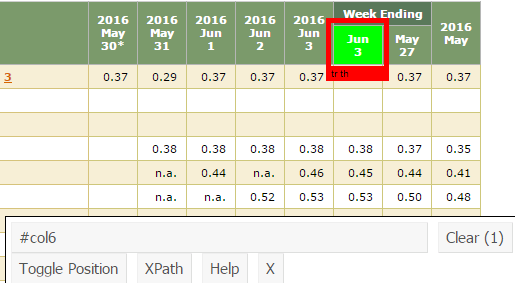 Week Ending
2016 May 30* 2016 May 31 2016 Jun 1 2016 Jun 2 2016 Jun 3 Jun 3 May 27 2016 May
3 0.37 0.29 0.37 0.37 0.37 tr th 0.37 0.37
0.38 0.38 0.38 0.38 0.38 0.37 0.35
n.a. 0.44 n.a. 0.46 0.45 0.44 0.41
n.a. n.a. 0.52 0.53 0.53 0.50 0.48
#col6 Clear (1)
Toggle Position XPath Help X